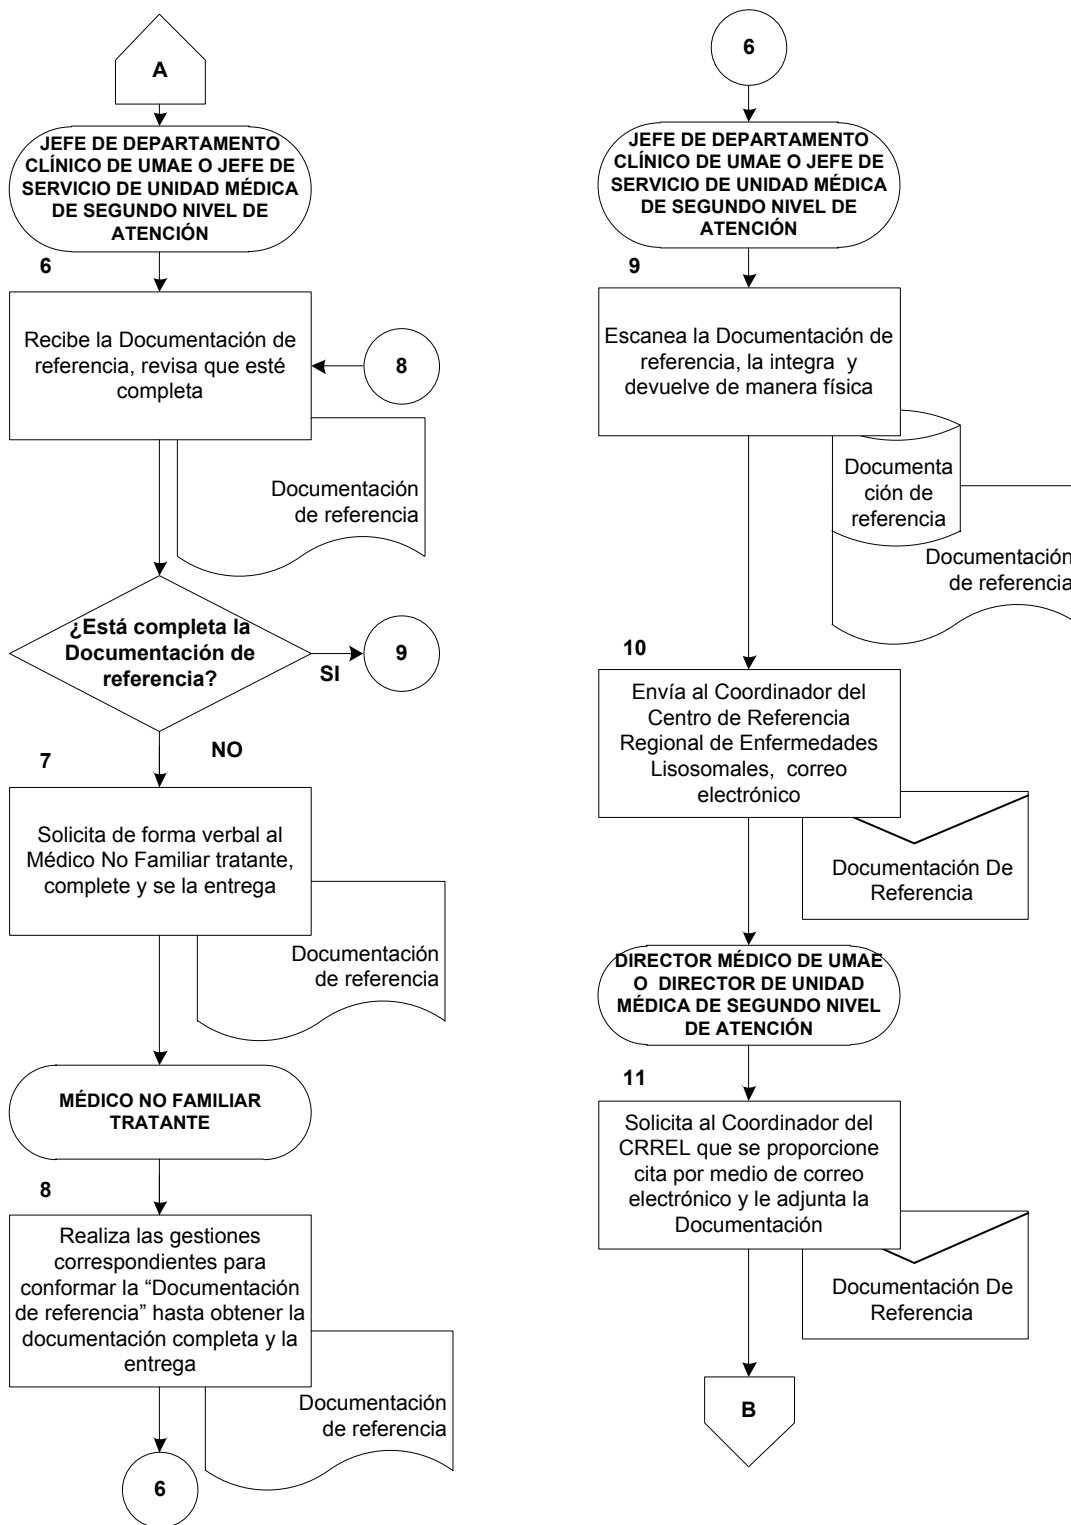 A
JEFE DE DEPARTAMENTO
CLÍNICO DE UMAE O JEFE DE
SERVICIO DE UNIDAD MÉDICA
DE SEGUNDO NIVEL DE
ATENCIÓN
6
Recibe la Documentación de
referencia, revisa que esté
completa
8
Documentación
de referencia
¿Está completa la
Documentación de
referencia?
SI
9
NO
7
Solicita de forma verbal al
Médico No Familiar tratante,
complete y se la entrega
Documentación
de referencia
MÉDICO NO FAMILIAR
TRATANTE
8
Realiza las gestiones
correspondientes para
conformar la “Documentación
de referencia” hasta obtener la
documentación completa y la
entrega
Documentación
de referencia
6
6
JEFE DE DEPARTAMENTO
CLÍNICO DE UMAE O JEFE DE
SERVICIO DE UNIDAD MÉDICA
DE SEGUNDO NIVEL DE
ATENCIÓN
9
Escanea la Documentación de
referencia, la integra y
devuelve de manera física
Documenta
ción de
referencia
Documentación
de referencia
10
Envía al Coordinador del
Centro de Referencia
Regional de Enfermedades
Lisosomales, correo
electrónico
Documentación De
Referencia
DIRECTOR MÉDICO DE UMAE
O DIRECTOR DE UNIDAD
MÉDICA DE SEGUNDO NIVEL
DE ATENCIÓN
11
Solicita al Coordinador del
CRREL que se proporcione
cita por medio de correo
electrónico y le adjunta la
Documentación
Documentación De
Referencia
B